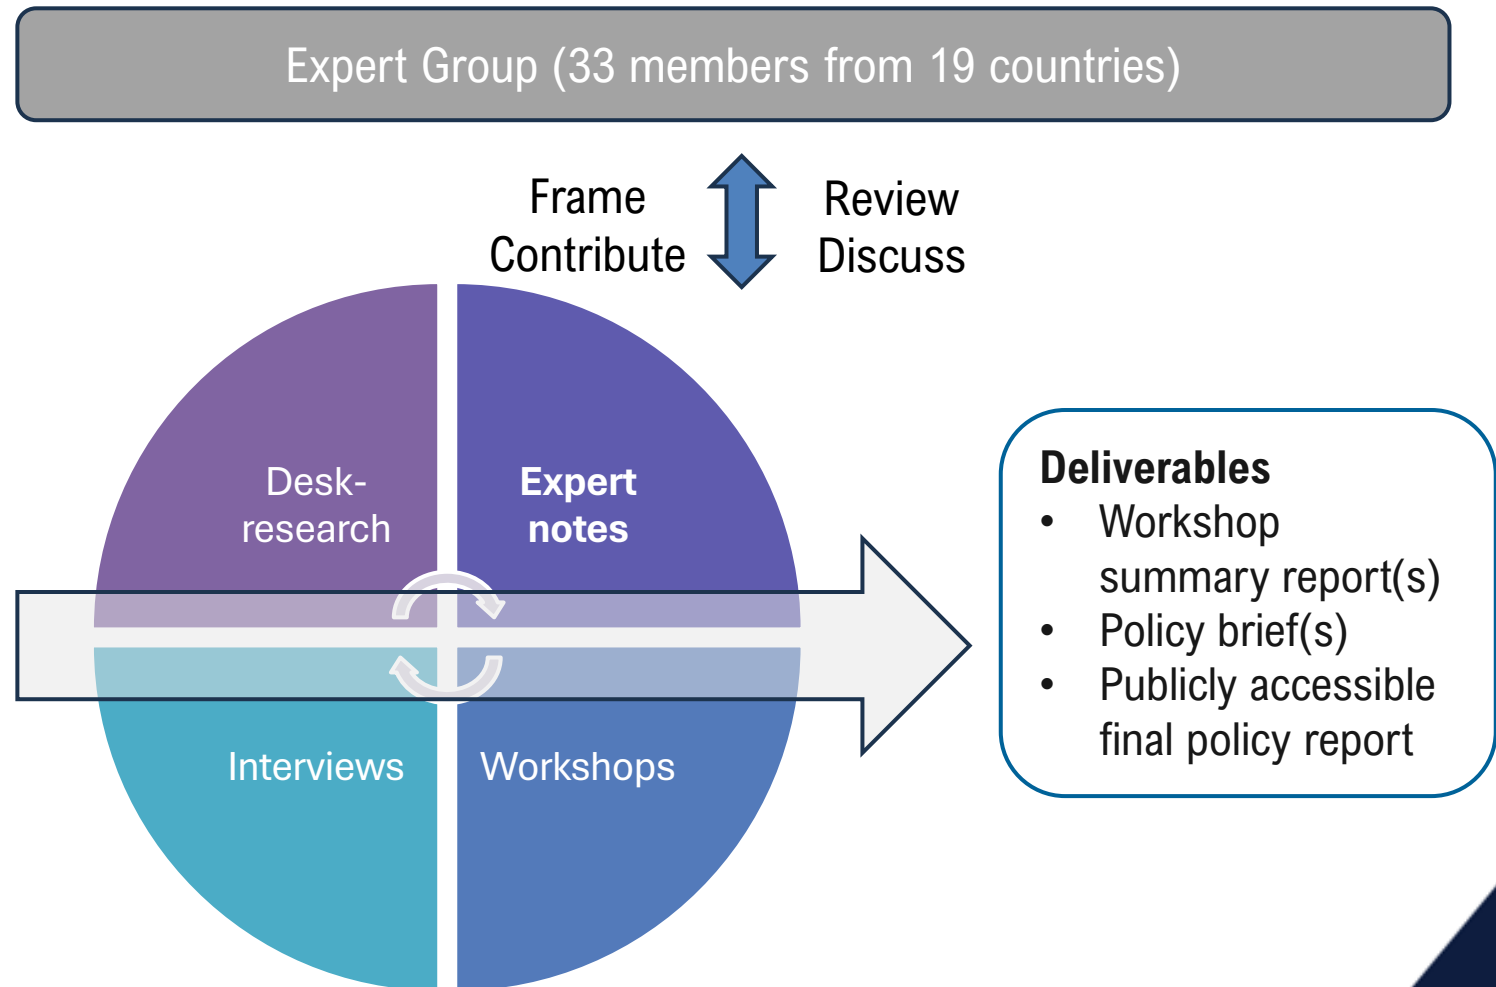 Expert Group (33 members from 19 countries)
Frame
Contribute
Review
Discuss
Desk-
research
Expert
notes
Interviews
Workshops
Deliverables
• Workshop
summary report(s)
• Policy brief(s)
• Publicly accessible
final policy report